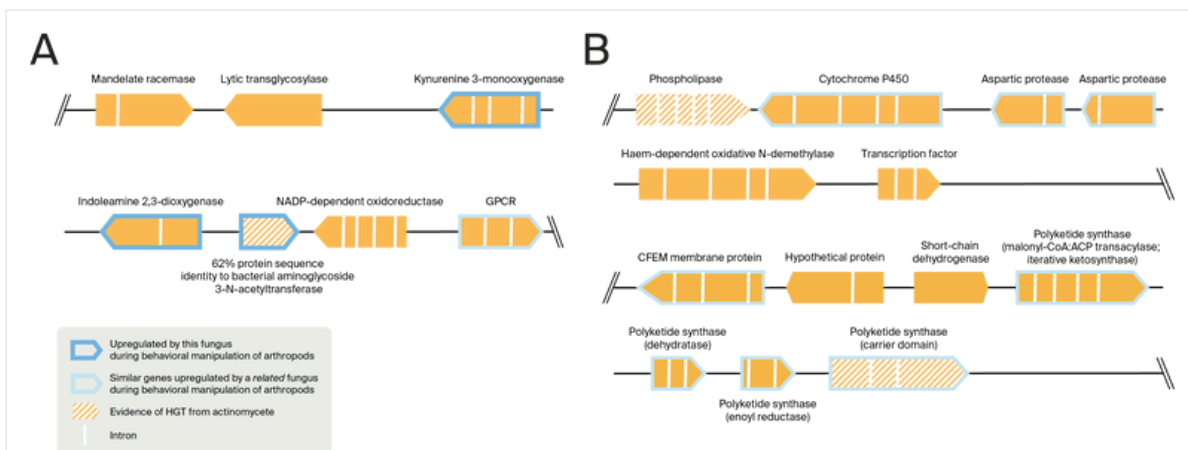 A
B
Mandelate racemase
Lytic transglycosylase
Kynurenine 3-monooxygenase
Indoleamine 2,3-dioxygenase
NADP-dependent oxidoreductase
GPCR
62% protein sequence
identity to bacterial aminoglycoside
3-N-acetyltransferase
Upregulated by this fungus
during behavioral manipulation of arthropods
Similar genes upregulated by a related fungus
during behavioral manipulation of arthropods
Evidence of HGT from actinomycete
Intron
Phospholipase
Cytochrome P450
Aspartic protease
Aspartic protease
Haem-dependent oxidative N-demethylase
Transcription factor
CFEM membrane protein
Hypothetical protein
Short-chain
dehydrogenase
Polyketide synthase
(malonyl-CoA:ACP transacylase;
iterative ketosynthase)
Polyketide synthase
(dehydratase)
Polyketide synthase
(enoyl reductase)
Polyketide synthase
(carrier domain)